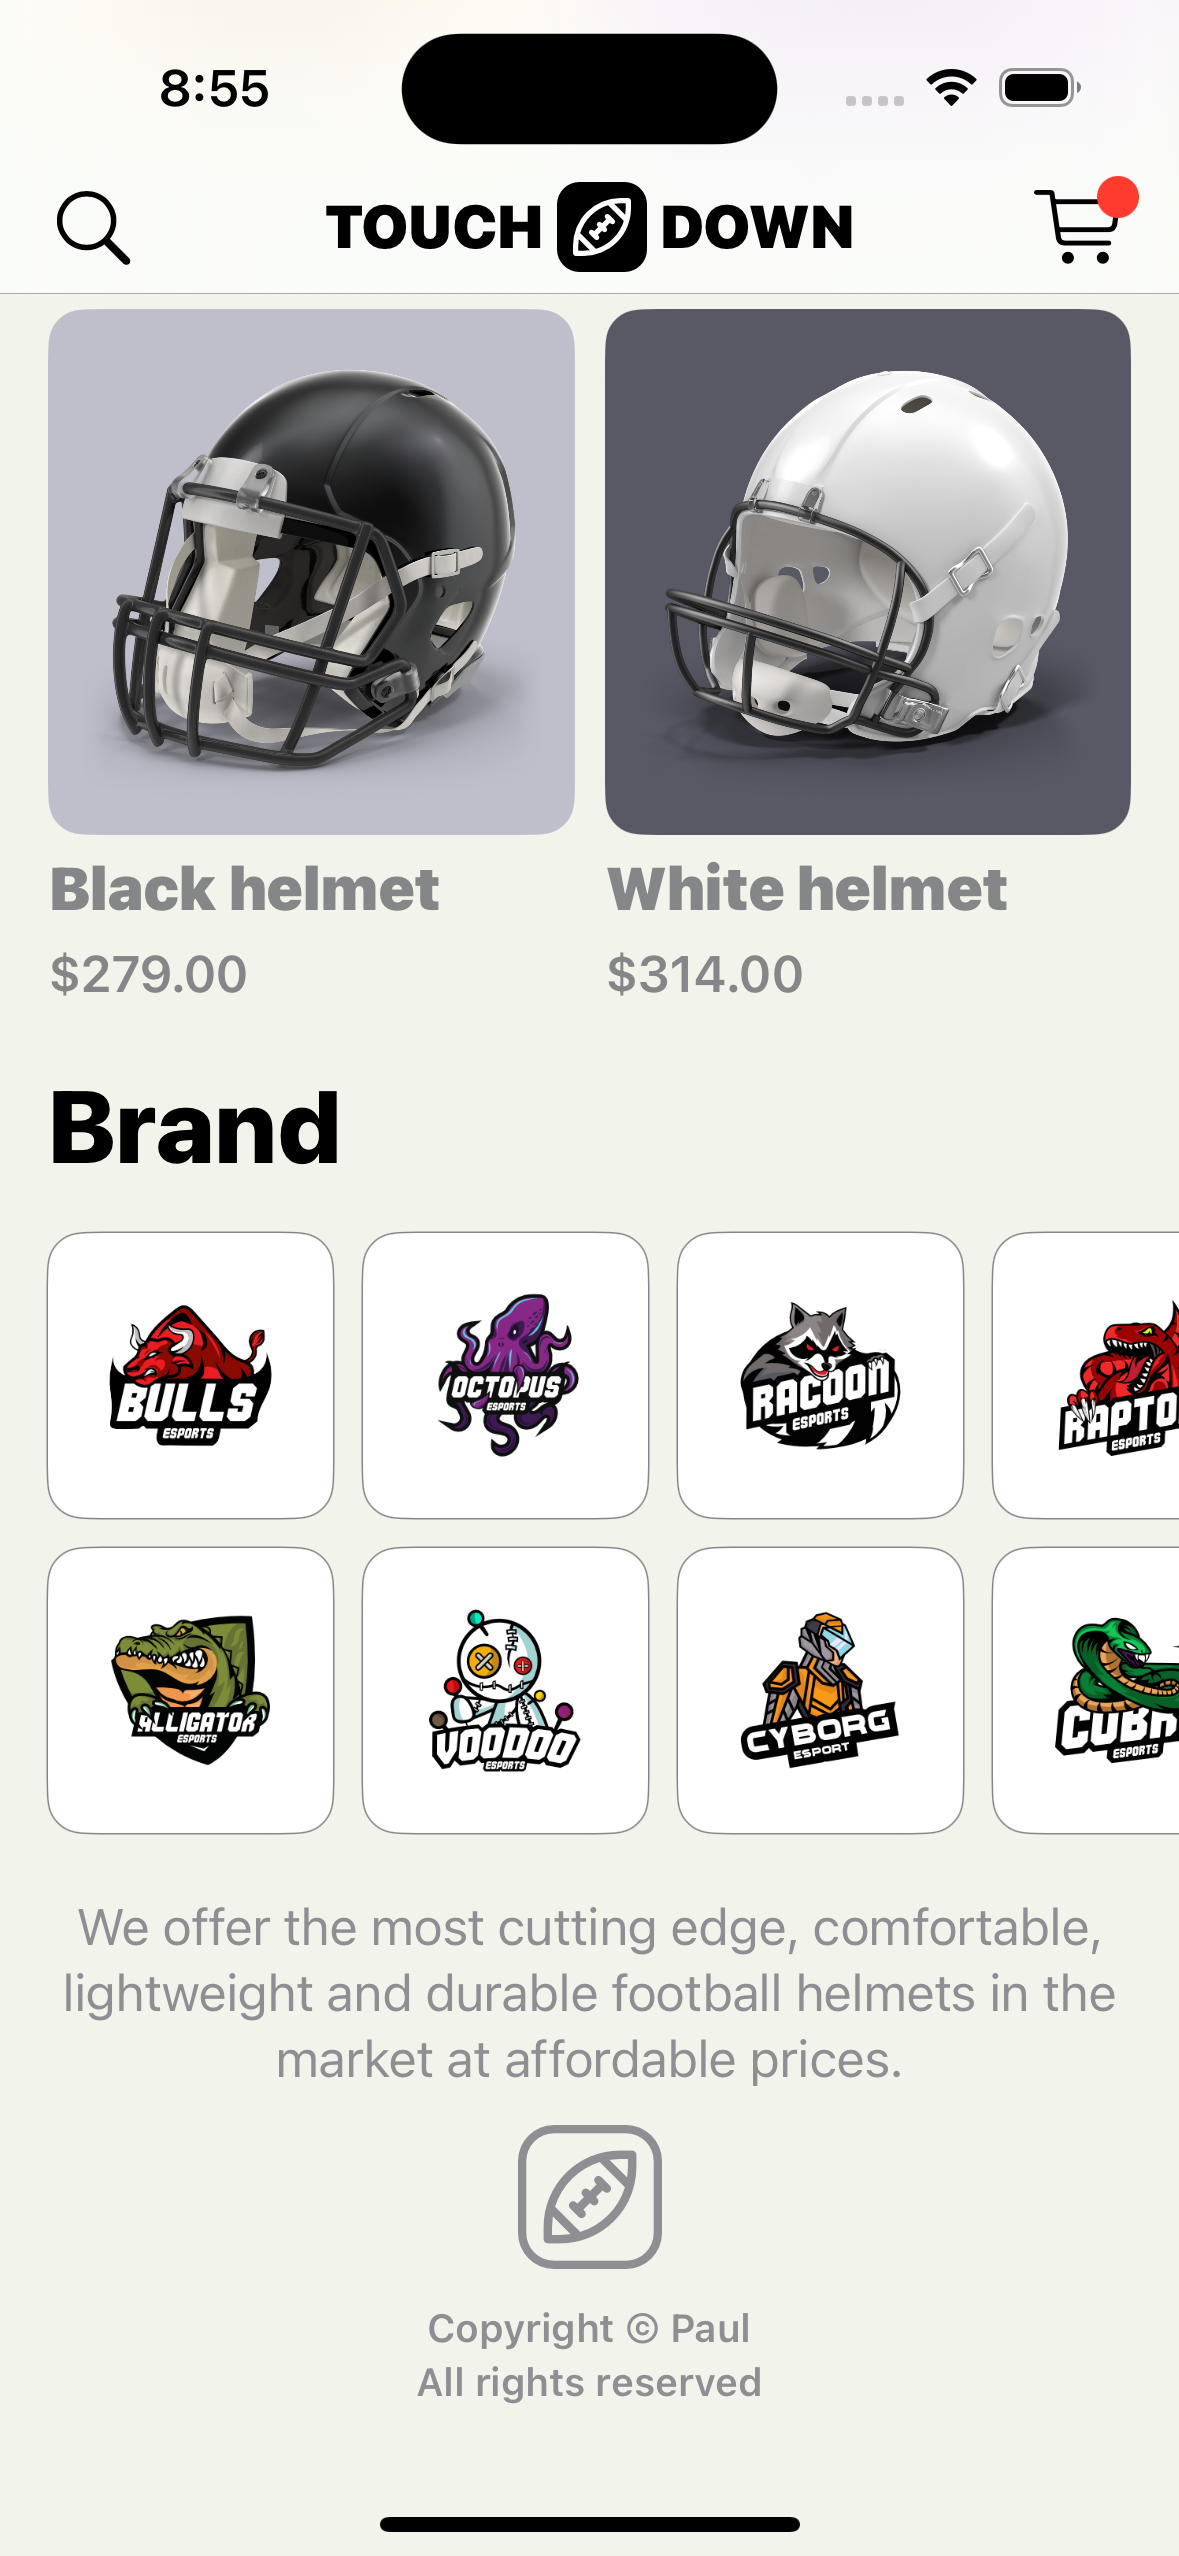 8:55
TOUCH DOWN
Black helmet
White helmet
$279.00
$314.00
Brand
BULLS
ESPORTS
OCTOPUS
ESPORTS
RACOON
ESPORTS
RAPTO
ESPORTS
ALLIGATOR
ESPORTS
VOODOO
ESPORTS
CYBORG
ESPORT
COBR
ESPORTS
We offer the most cutting edge, comfortable,
lightweight and durable football helmets in the
market at affordable prices.
Copyright © Paul
All rights reserved